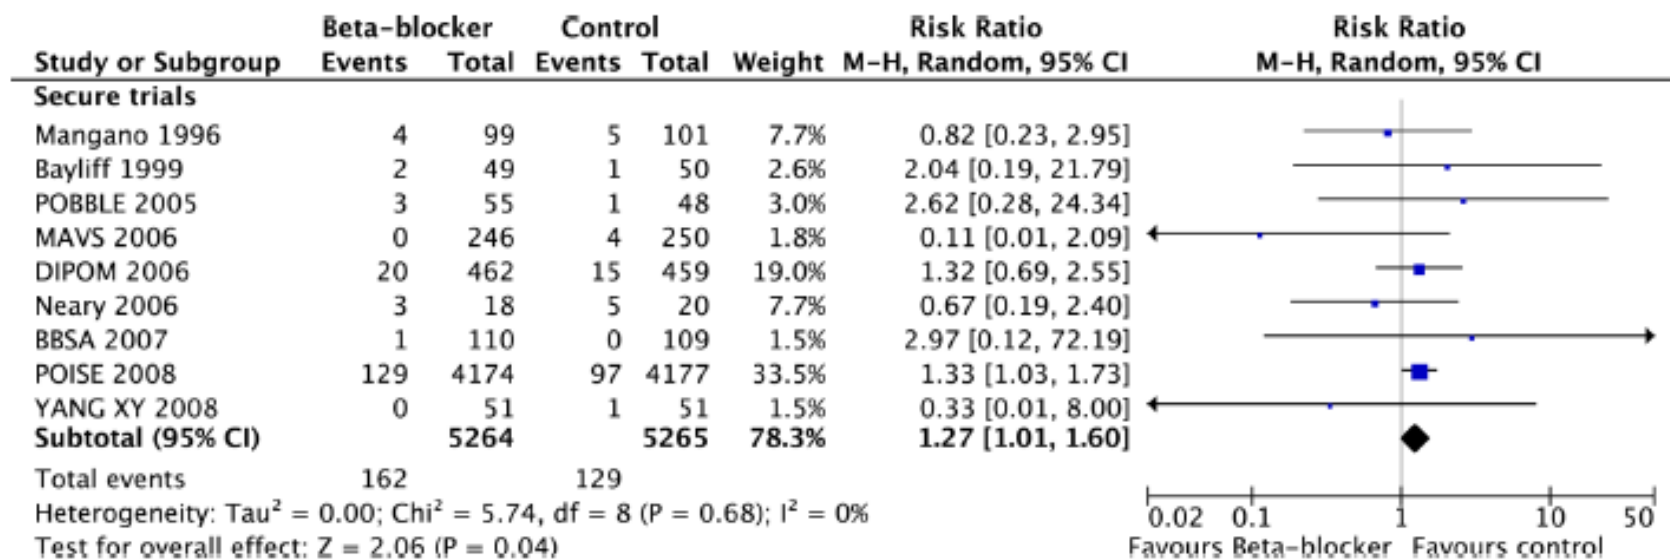 Beta-blocker Control Risk Ratio Risk Ratio
Study or Subgroup Events Total Events Total Weight M-H, Random, 95% CI M-H, Random, 95% CI
Secure trials
Mangano 1996 4 99 5 101 7.7% 0.82 [0.23, 2.95]
Bayliff 1999 2 49 1 50 2.6% 2.04 [0.19, 21.79]
POBBLE 2005 3 55 1 48 3.0% 2.62 [0.28, 24.34]
MAVS 2006 0 246 4 250 1.8% 0.11 [0.01, 2.09]
DIPOM 2006 20 462 15 459 19.0% 1.32 [0.69, 2.55]
Neary 2006 3 18 5 20 7.7% 0.67 [0.19, 2.40]
BBSA 2007 1 110 0 109 1.5% 2.97 [0.12, 72.19]
POISE 2008 129 4174 97 4177 33.5% 1.33 [1.03, 1.73]
YANG XY 2008 0 51 1 51 1.5% 0.33 [0.01, 8.00]
Subtotal (95% CI) 5264 5265 78.3% 1.27 [1.01, 1.60]
Total events 162 129
Heterogeneity: Tau² = 0.00; Chi² = 5.74, df = 8 (P = 0.68); I² = 0%
Test for overall effect: Z = 2.06 (P = 0.04)
0.02 0.1 1 10 50
Favours Beta-blocker Favours control